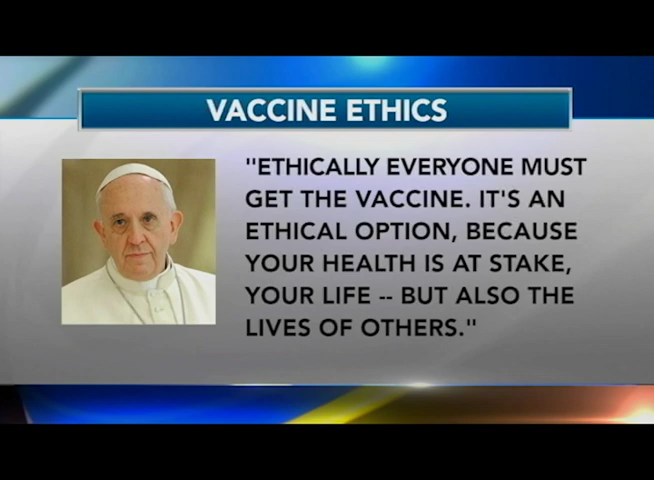 VACCINE ETHICS
"ETHICALLY EVERYONE MUST
GET THE VACCINE. IT'S AN
ETHICAL OPTION, BECAUSE
YOUR HEALTH IS AT STAKE,
YOUR LIFE -- BUT ALSO THE
LIVES OF OTHERS."